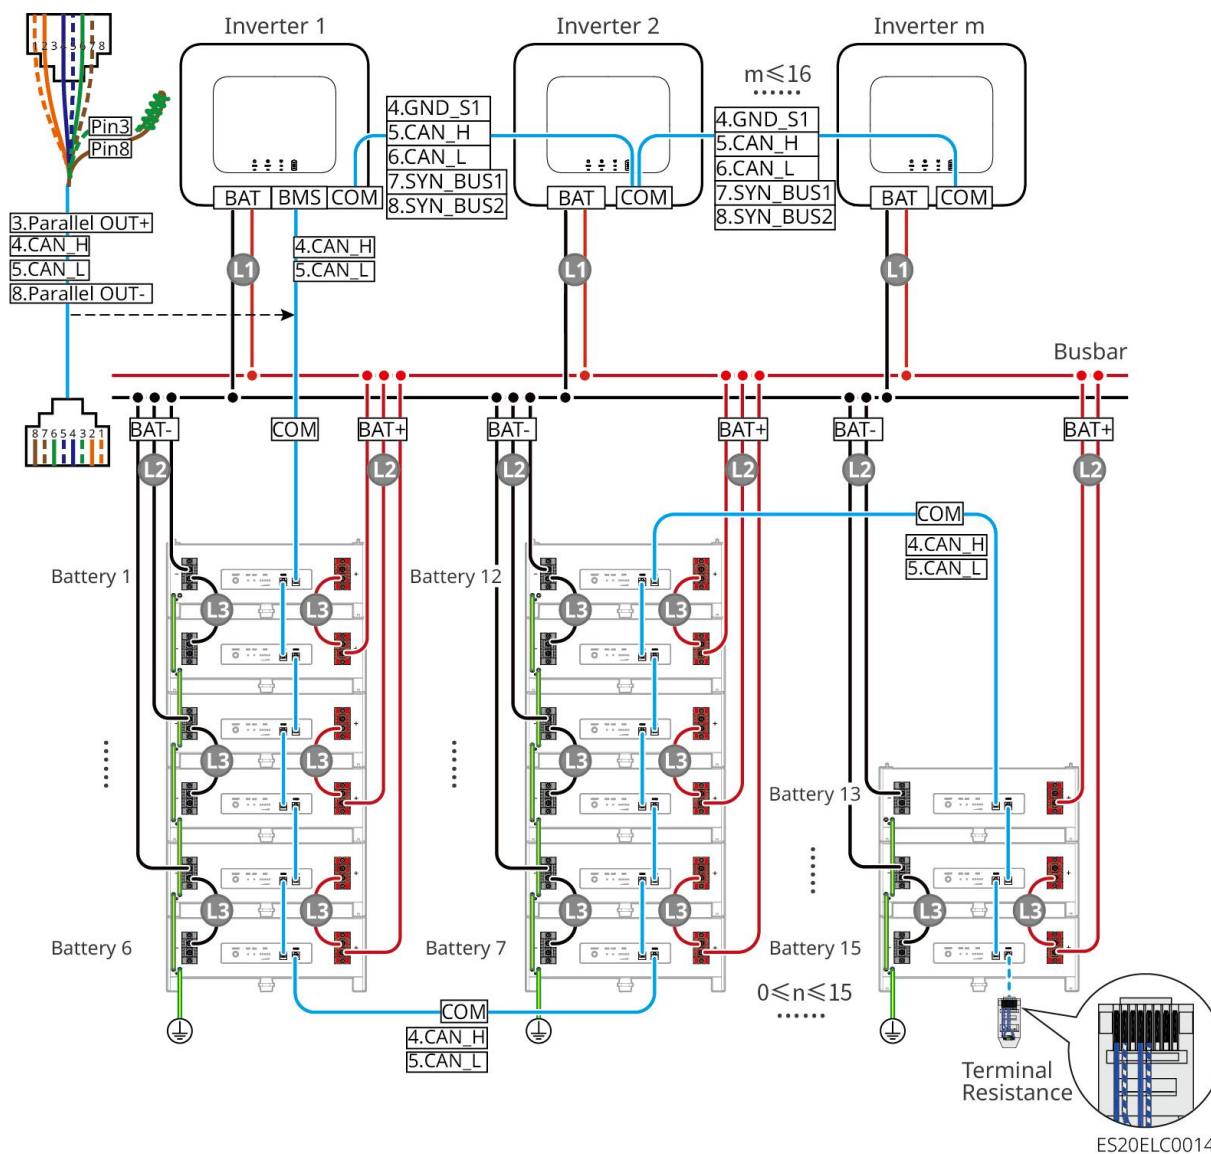 Inverter 1
Inverter 2
Inverter m
1 2 3 4 5 6 7 8
m≤16
......
Pin3
Pin8
4.GND_S1
5.CAN_H
6.CAN_L
7.SYN_BUS1
8.SYN_BUS2
4.GND_S1
5.CAN_H
6.CAN_L
7.SYN_BUS1
8.SYN_BUS2
BAT
BMS
COM
BAT
COM
BAT
COM
3.Parallel OUT+
4.CAN_H
5.CAN_L
8.Parallel OUT-
4.CAN_H
5.CAN_L
L1
L1
L1
Busbar
8 7 6 5 4 3 2 1
BAT-
COM
BAT+
BAT-
BAT+
BAT-
BAT+
L2
L2
L2
L2
L2
L2
COM
4.CAN_H
5.CAN_L
Battery 1
Battery 12
L3
L3
L3
L3
L3
L3
L3
L3
Battery 13
L3
L3
L3
L3
L3
L3
Battery 6
Battery 7
Battery 15
0≤n≤15
......
COM
4.CAN_H
5.CAN_L
Terminal
Resistance
ES20ELC0014